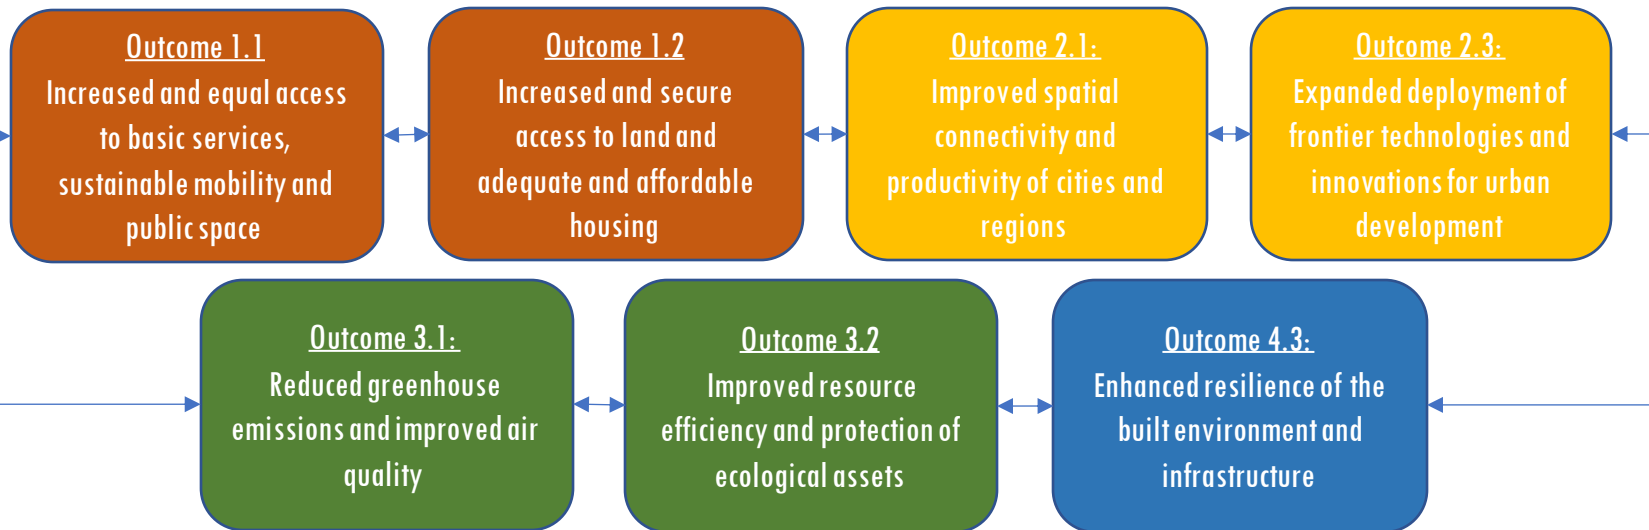 Outcome 1.1
Increased and equal access
to basic services,
sustainable mobility and
public space
Outcome 1.2
Increased and secure
access to land and
adequate and affordable
housing
Outcome 2.1:
Improved spatial
connectivity and
productivity of cities and
regions
Outcome 2.3:
Expanded deployment of
frontier technologies and
innovations for urban
development
Outcome 3.1:
Reduced greenhouse
emissions and improved air
quality
Outcome 3.2
Improved resource
efficiency and protection of
ecological assets
Outcome 4.3:
Enhanced resilience of the
built environment and
infrastructure